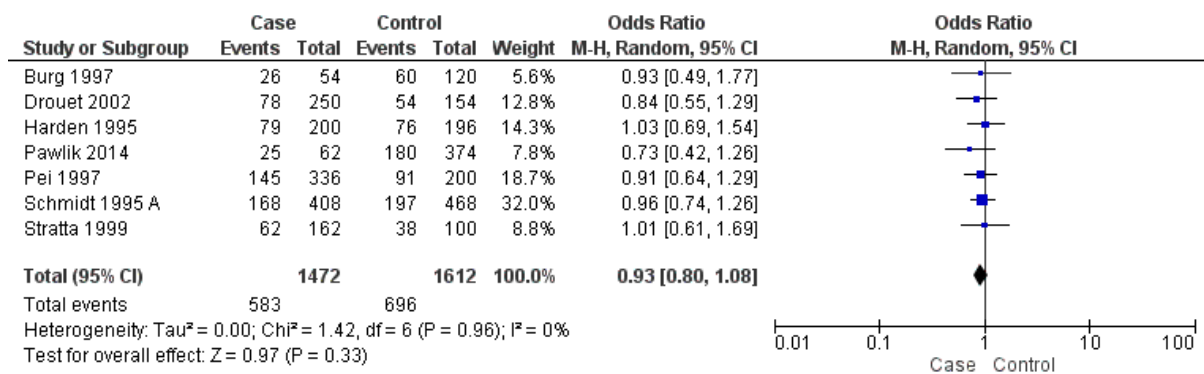 Case Control Odds Ratio Odds Ratio
Study or Subgroup Events Total Events Total Weight M-H, Random, 95% CI M-H, Random, 95% CI
Burg 1997 26 54 60 120 5.6% 0.93 [0.49, 1.77]
Drouet 2002 78 250 54 154 12.8% 0.84 [0.55, 1.29]
Harden 1995 79 200 76 196 14.3% 1.03 [0.69, 1.54]
Pawlik 2014 25 62 180 374 7.8% 0.73 [0.42, 1.26]
Pei 1997 145 336 91 200 18.7% 0.91 [0.64, 1.29]
Schmidt 1995 A 168 408 197 468 32.0% 0.96 [0.74, 1.26]
Stratta 1999 62 162 38 100 8.8% 1.01 [0.61, 1.69]
Total (95% CI) 1472 1612 100.0% 0.93 [0.80, 1.08]
Total events 583 696
Heterogeneity: Tau² = 0.00; Chi² = 1.42, df = 6 (P = 0.96); I² = 0%
Test for overall effect: Z = 0.97 (P = 0.33)
0.01 0.1 1 10 100
Case Control